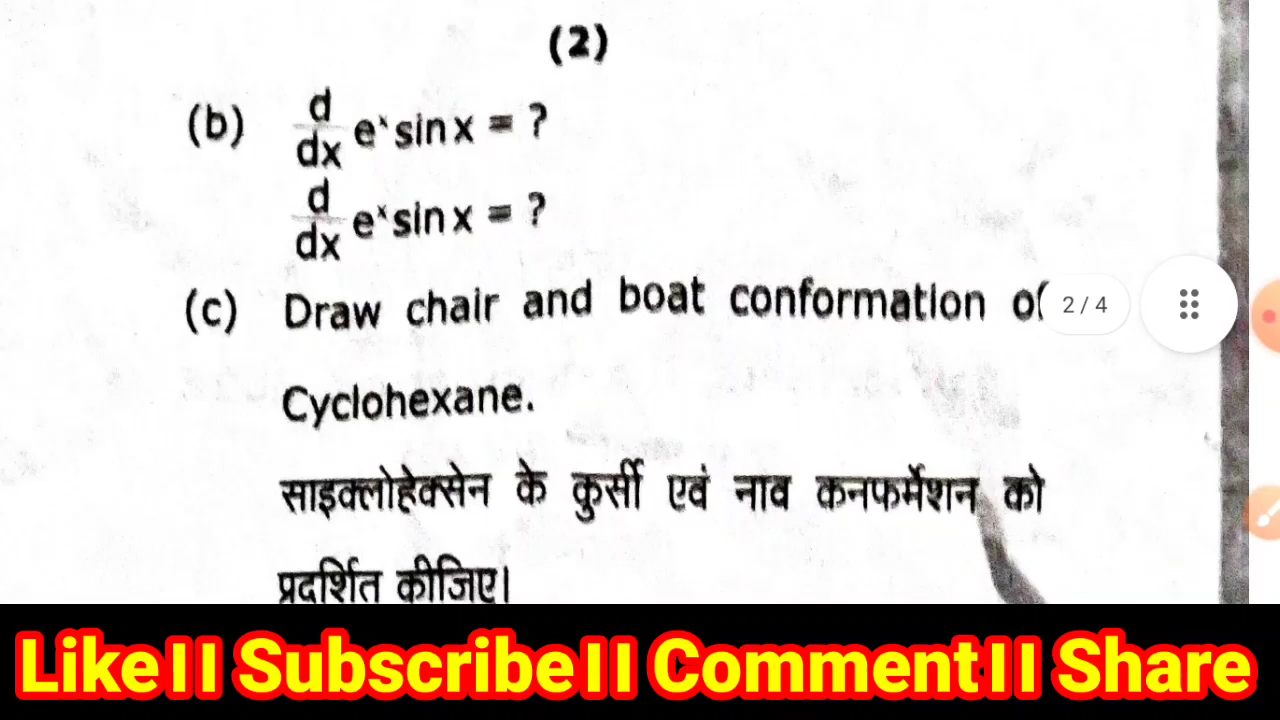 (2)
(b) d/dx eˣ sin x = ?
d/dx eˣ sin x = ?
(c) Draw chair and boat conformation of
2 / 4
Cyclohexane.
साइक्लोहेक्सेन के कुर्सी एवं नाव कनफर्मेशन को
प्रदर्शित कीजिए।
Like।। Subscribe।। Comment।। Share